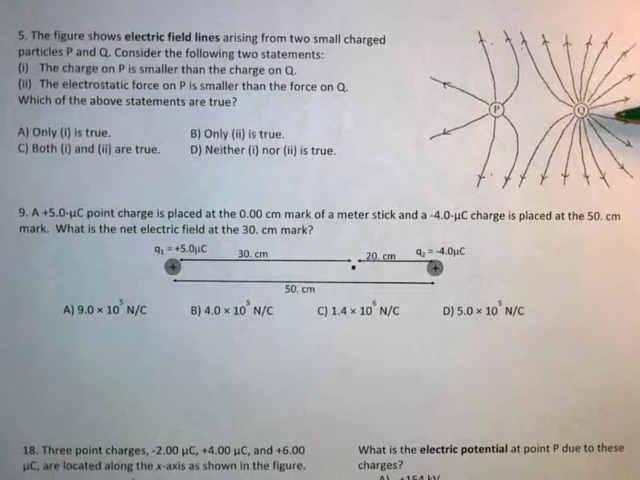 5. The figure shows electric field lines arising from two small charged
particles P and Q. Consider the following two statements:
(i) The charge on P is smaller than the charge on Q.
(ii) The electrostatic force on P is smaller than the force on Q.
Which of the above statements are true?
A) Only (i) is true. B) Only (ii) is true.
C) Both (i) and (ii) are true. D) Neither (i) nor (ii) is true.
P Q
9. A +5.0-μC point charge is placed at the 0.00 cm mark of a meter stick and a -4.0-μC charge is placed at the 50. cm
mark. What is the net electric field at the 30. cm mark?
q₁ = +5.0μC 30. cm 20. cm q₂ = -4.0μC
+ +
50. cm
A) 9.0 × 10⁵ N/C B) 4.0 × 10⁵ N/C C) 1.4 × 10⁶ N/C D) 5.0 × 10⁵ N/C
18. Three point charges, -2.00 μC, +4.00 μC, and +6.00
μC, are located along the x-axis as shown in the figure.
What is the electric potential at point P due to these
charges?
A) +154 kV